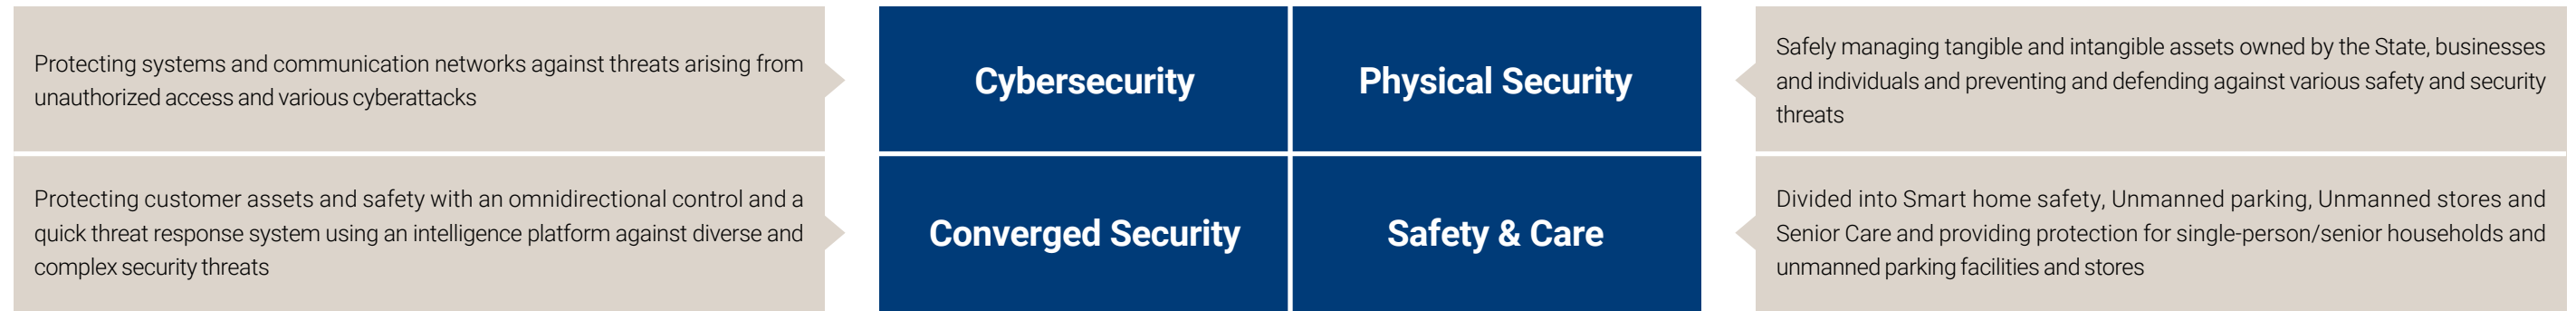 Protecting systems and communication networks against threats arising from
unauthorized access and various cyberattacks
Cybersecurity
Physical Security
Safely managing tangible and intangible assets owned by the State, businesses
and individuals and preventing and defending against various safety and security
threats
Protecting customer assets and safety with an omnidirectional control and a
quick threat response system using an intelligence platform against diverse and
complex security threats
Converged Security
Safety & Care
Divided into Smart home safety, Unmanned parking, Unmanned stores and
Senior Care and providing protection for single-person/senior households and
unmanned parking facilities and stores